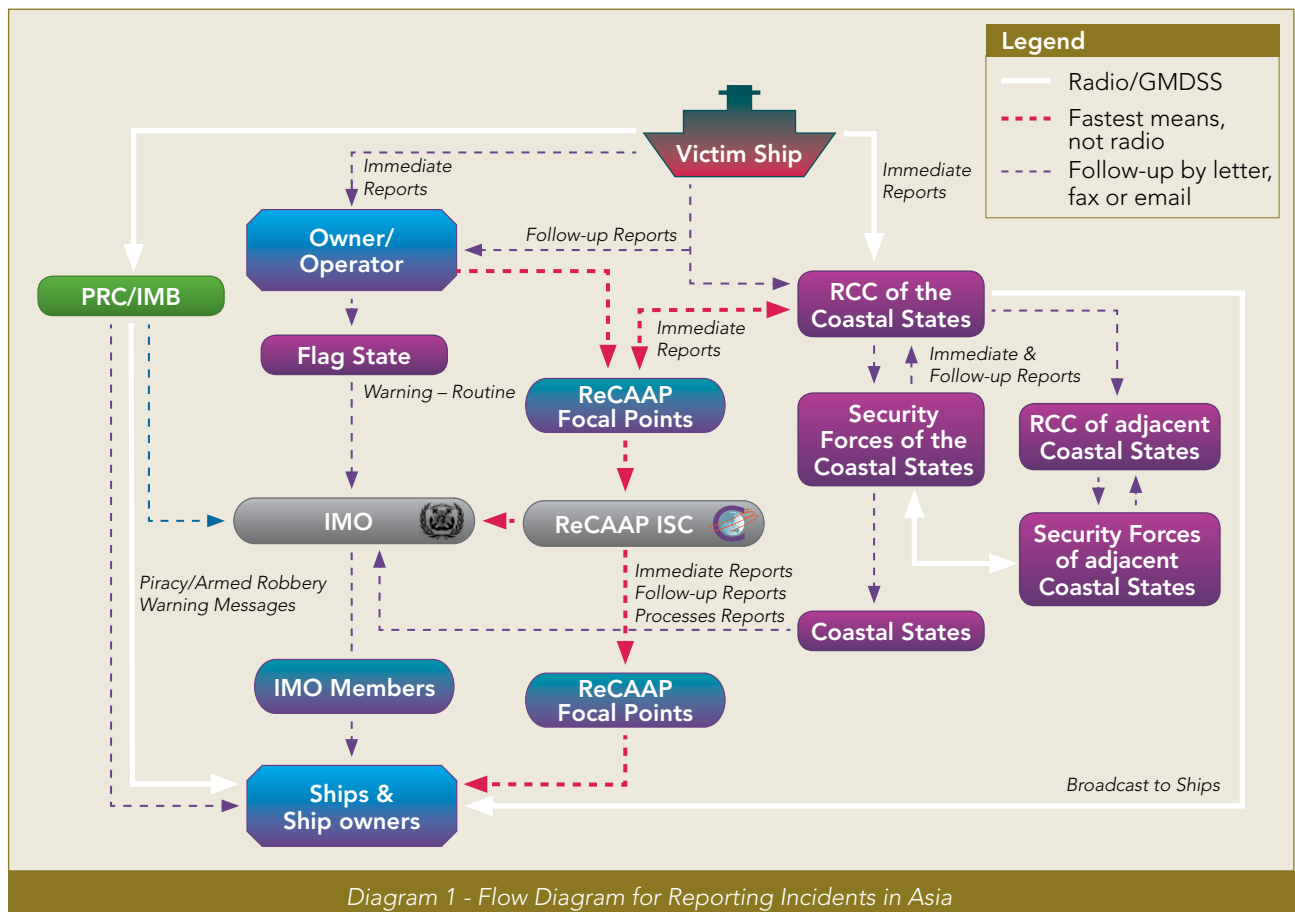 Legend
Radio/GMDSS
Fastest means,
not radio
Follow-up by letter,
fax or email
Victim Ship
Immediate
Reports
Immediate
Reports
Owner/
Operator
Follow-up Reports
PRC/IMB
RCC of the
Coastal States
Immediate
Reports
Flag State
Immediate &
Follow-up Reports
Warning – Routine
ReCAAP
Focal Points
Security
Forces of the
Coastal States
RCC of adjacent
Coastal States
IMO
ReCAAP ISC
Security Forces
of adjacent
Coastal States
Piracy/Armed Robbery
Warning Messages
Immediate Reports
Follow-up Reports
Processes Reports
Coastal States
IMO Members
ReCAAP
Focal Points
Ships &
Ship owners
Broadcast to Ships
Diagram 1 - Flow Diagram for Reporting Incidents in Asia